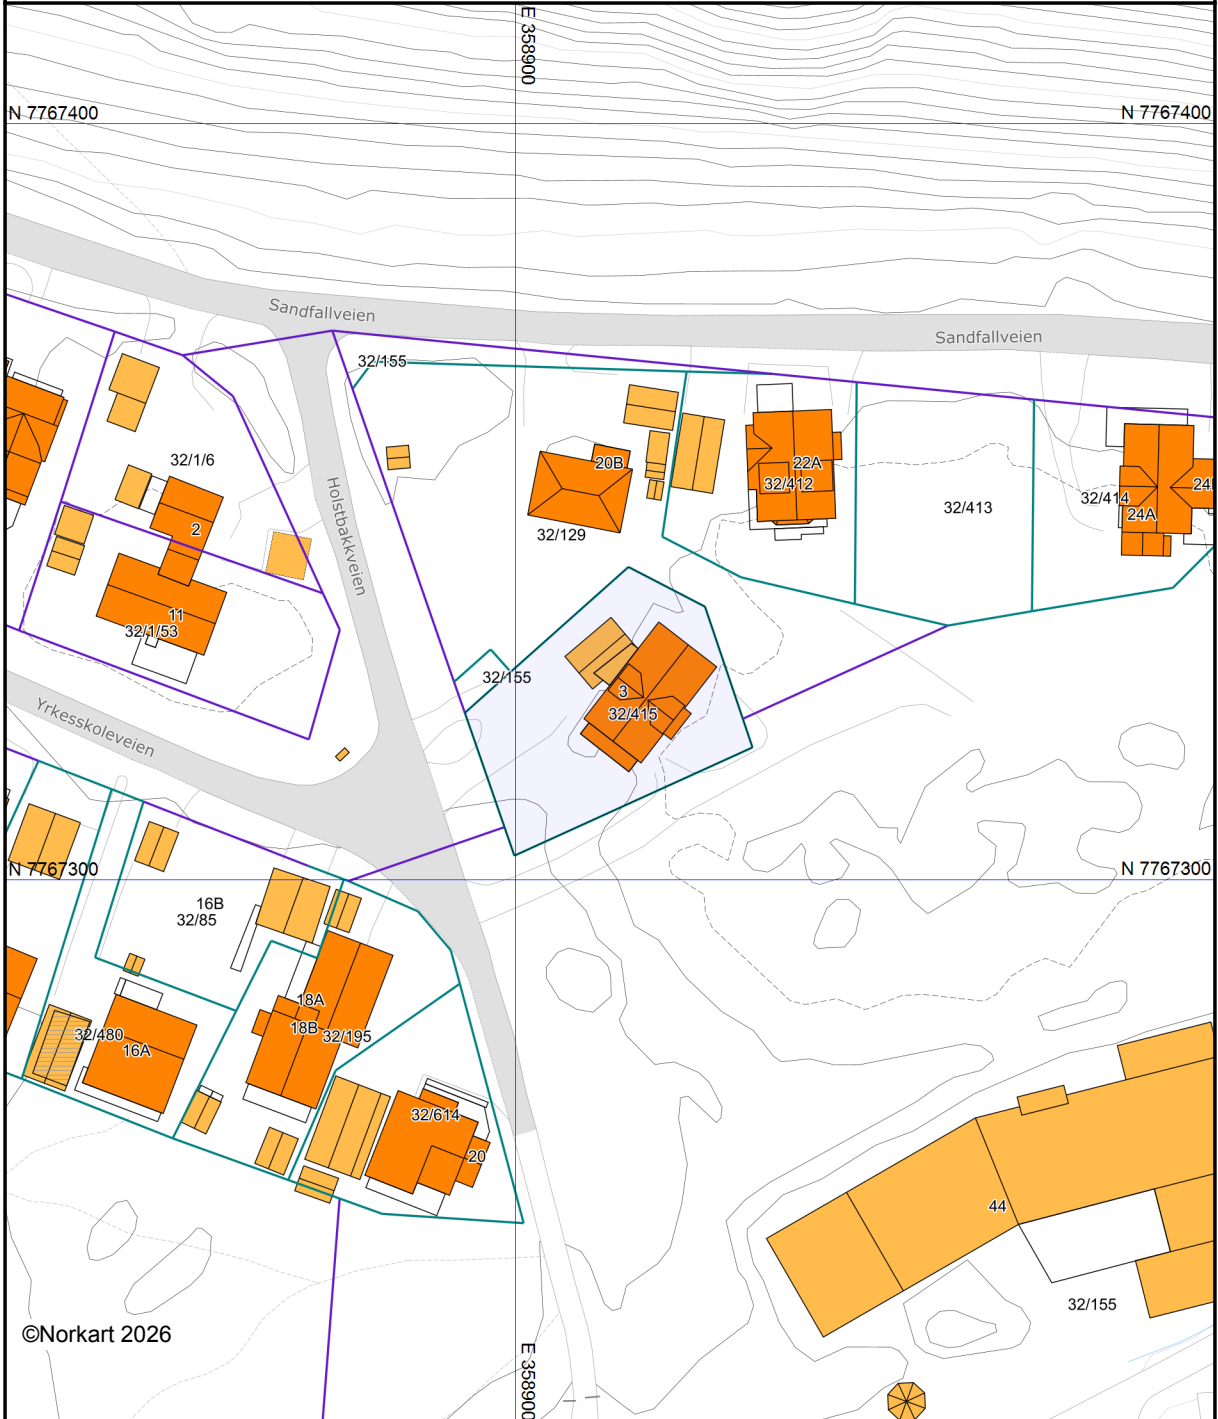 E 358900
N 7767400
N 7767400
Sandfallveien
Sandfallveien
32/155
32/1/6
20B
22A
32/412
32/413
32/414
24A
2
32/129
Holstbakkveien
11
32/1/53
32/155
3
32/415
Yrkesskoleveien
N 7767300
N 7767300
16B
32/85
18A
18B
32/195
32/480
16A
32/614
20
44
32/155
©Norkart 2026
E 358900